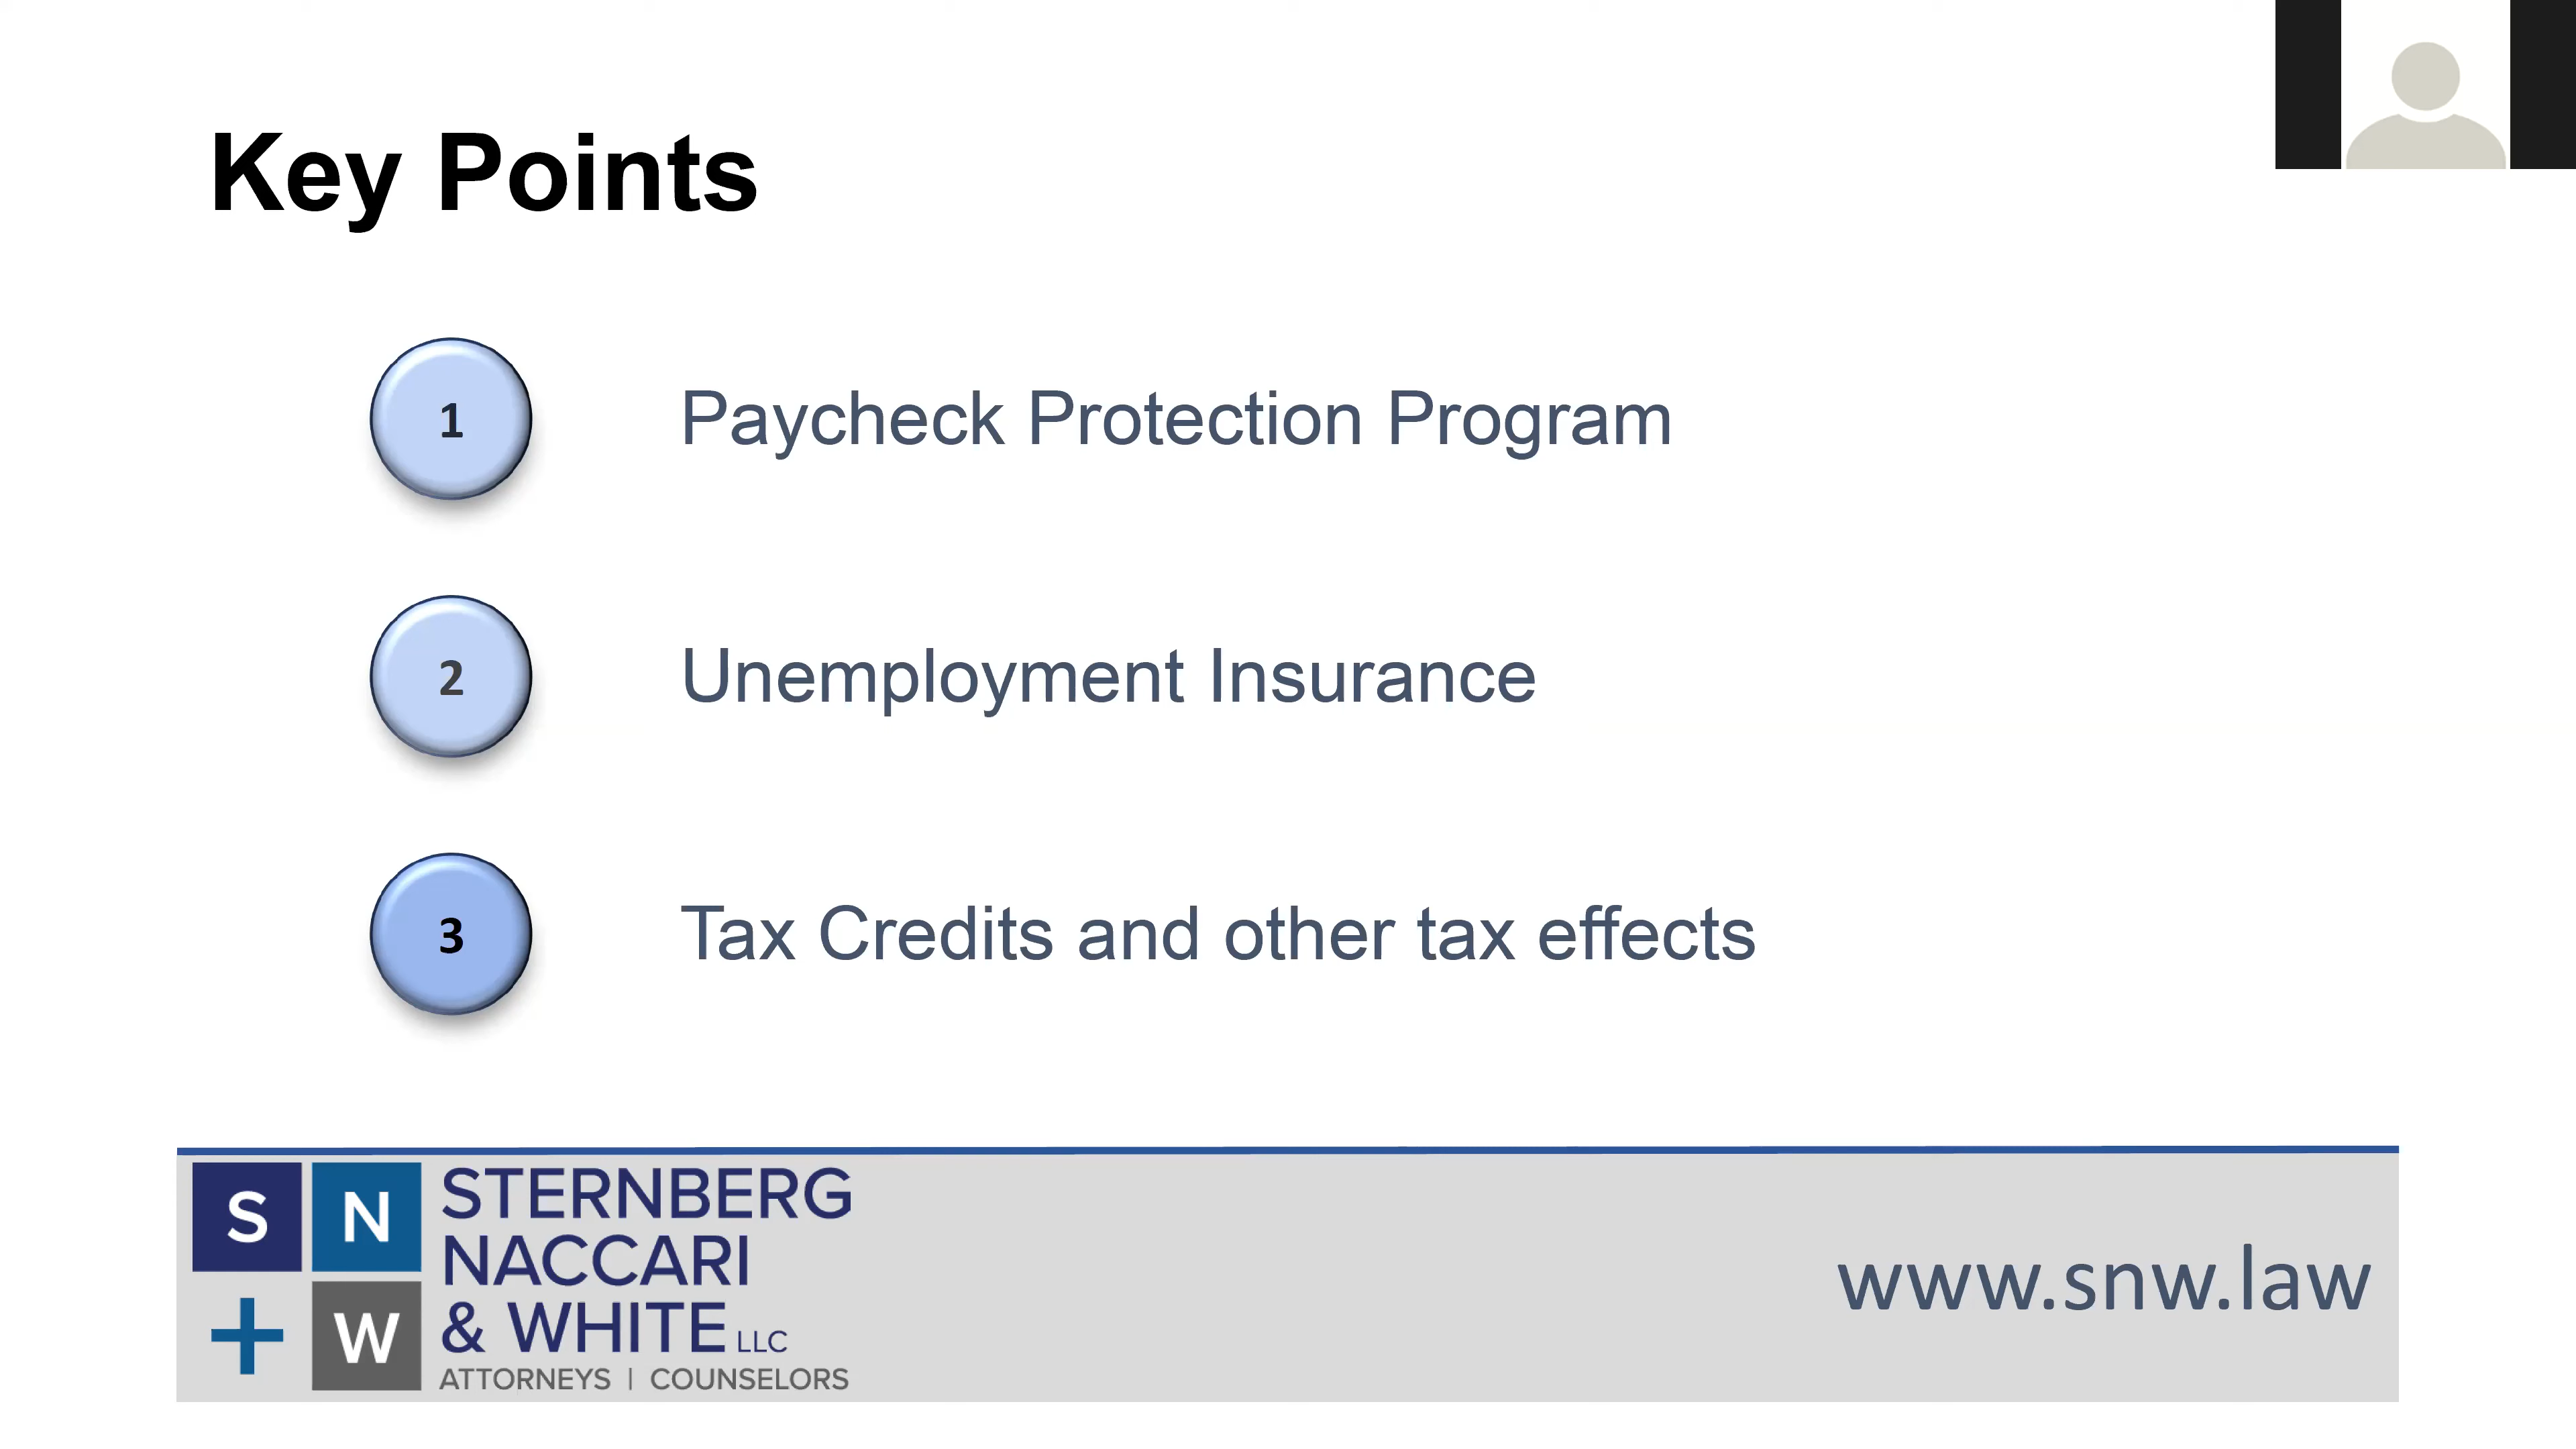 Key Points
1
Paycheck Protection Program
2
Unemployment Insurance
3
Tax Credits and other tax effects
S N
+ W
STERNBERG
NACCARI
& WHITE LLC
ATTORNEYS | COUNSELORS
www.snw.law